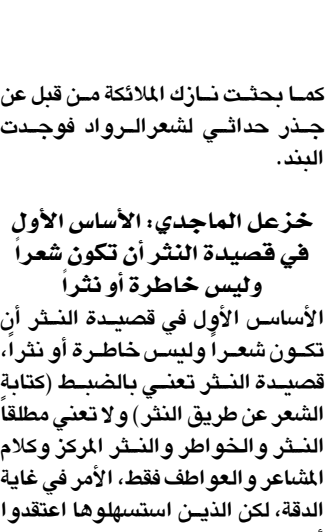 كما بحثت نازك الملائكة من قبل عن
جذر حداثي لشعرالرواد فوجدت
البند.
خزعل الماجدي: الأساس الأول
في قصيدة النثر أن تكون شعراً
وليس خاطرة أو نثراً
الأساس الأول في قصيدة النثر أن
تكون شعراً وليس خاطرة أو نثراً،
قصيدة النثر تعني بالضبط (كتابة
الشعر عن طريق النثر) ولا تعني مطلقاً
النثر والخواطر والنثر المركز وكلام
المشاعر والعواطف فقط، الأمر في غاية
الدقة، لكن الذين استسهلوها اعتقدوا